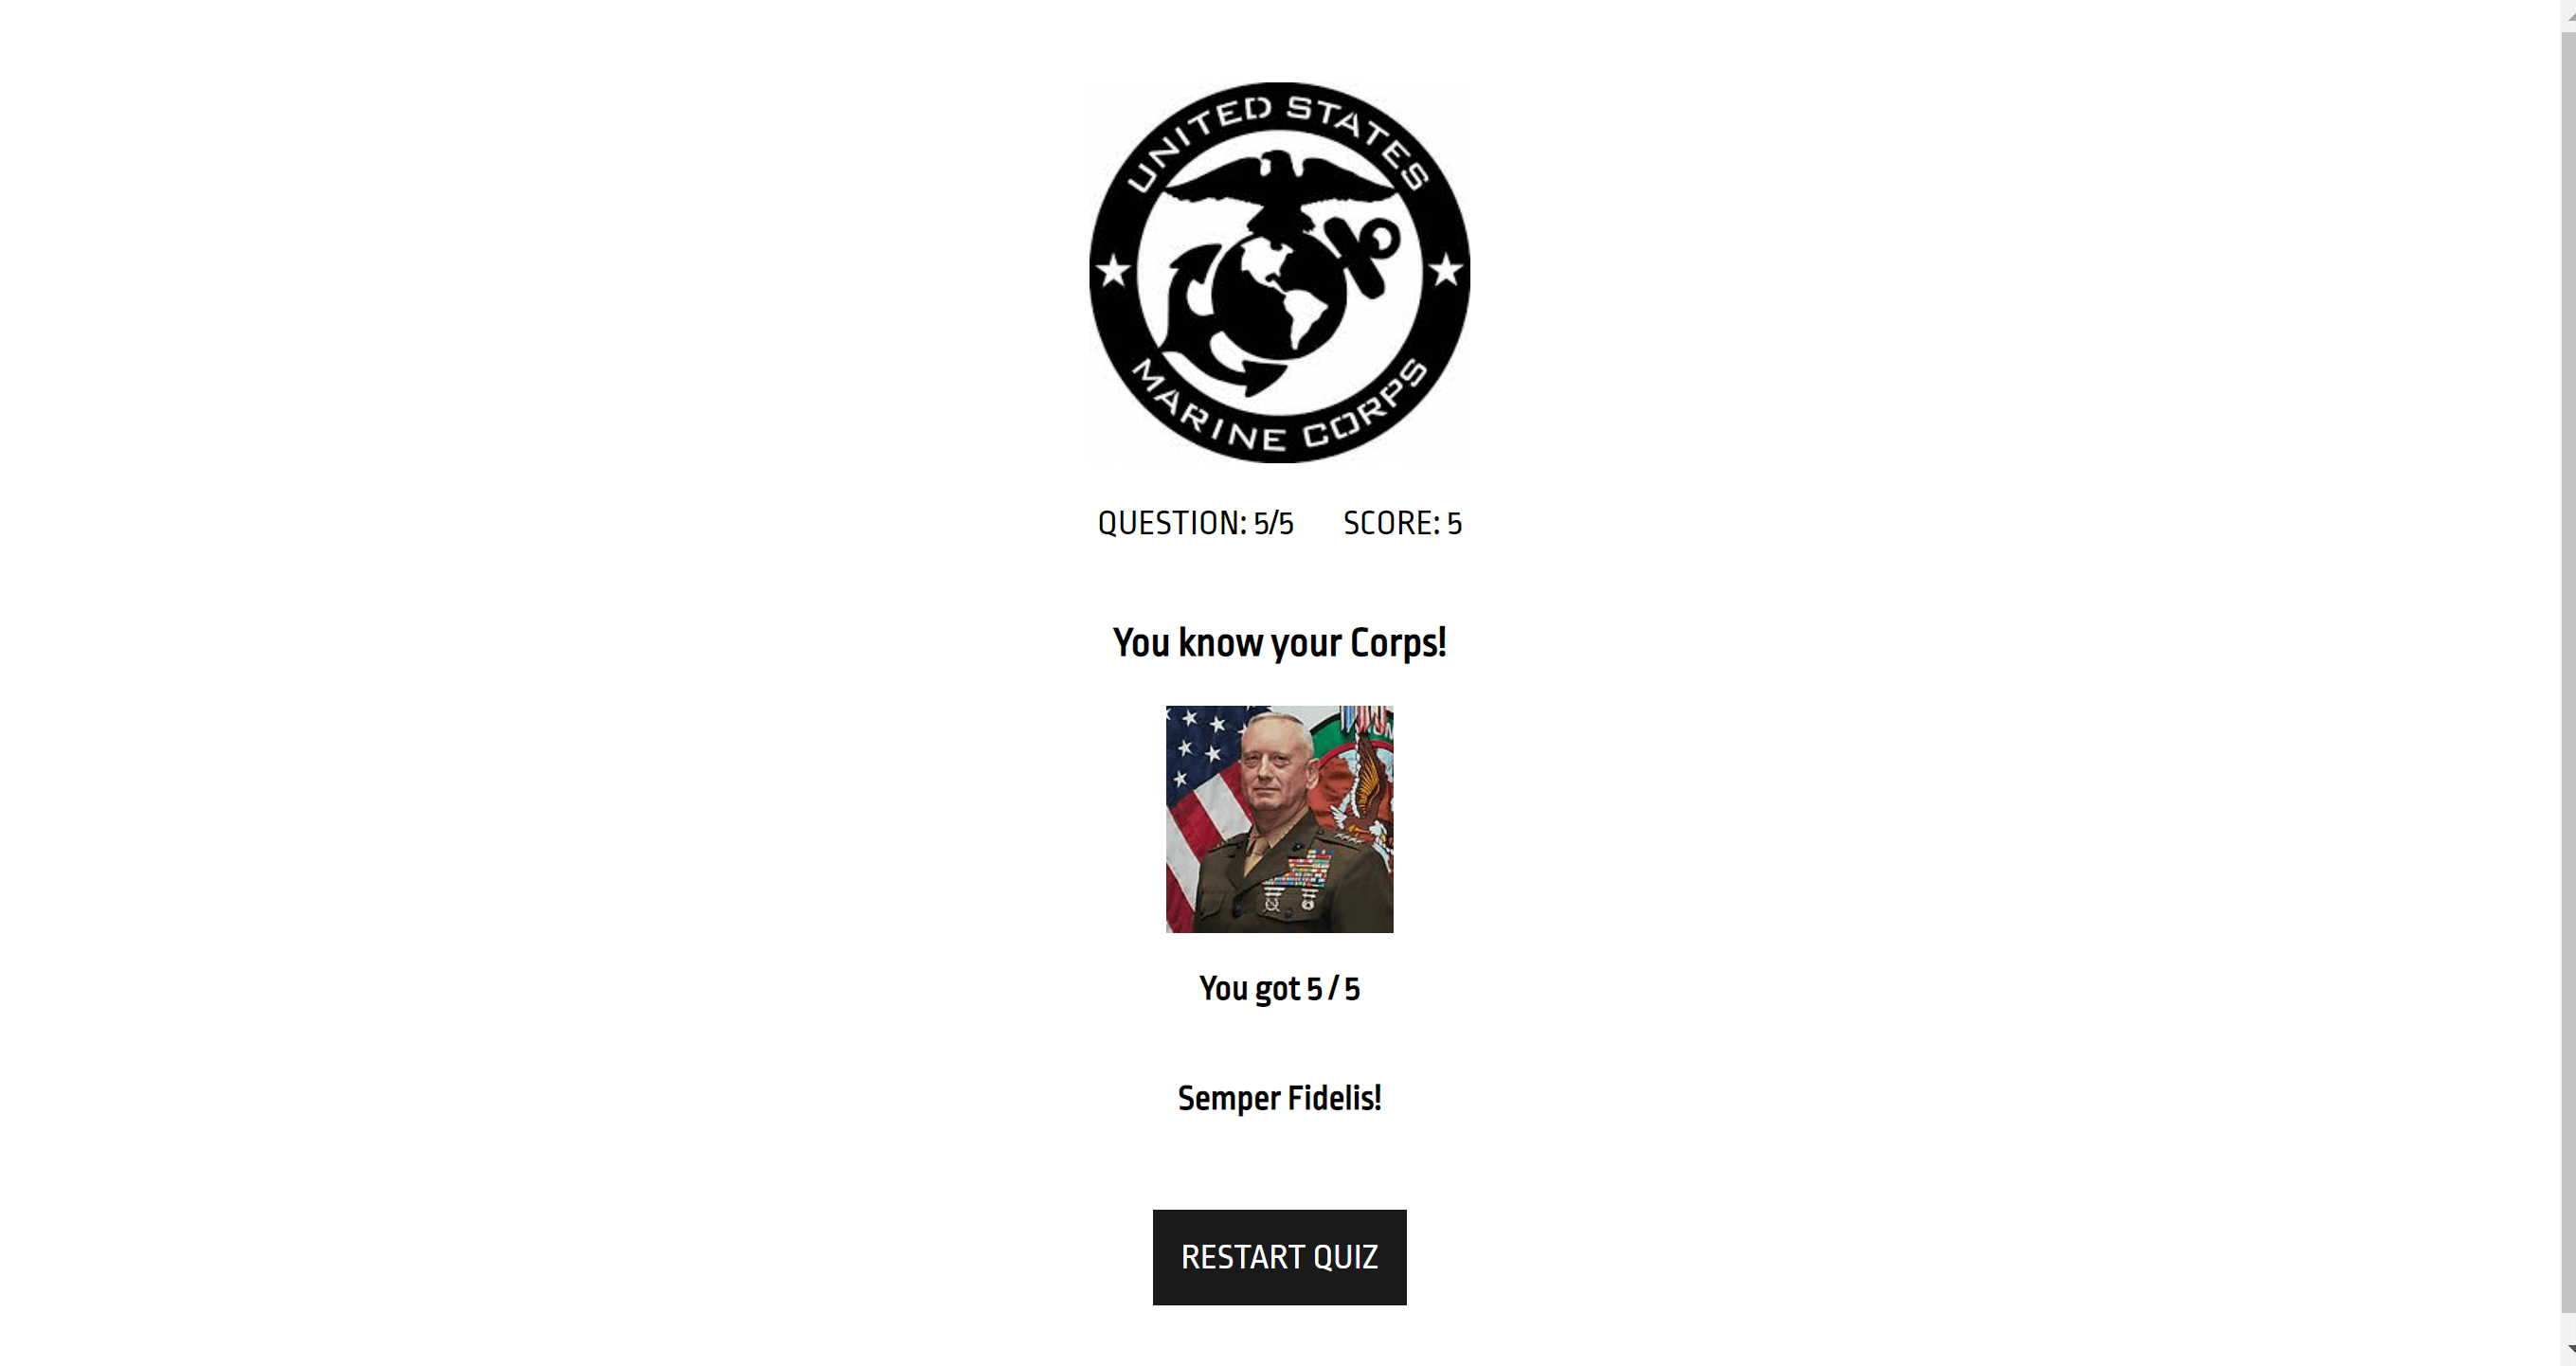 UNITED STATES
MARINE CORPS
QUESTION: 5/5 SCORE: 5
You know your Corps!
You got 5 / 5
Semper Fidelis!
RESTART QUIZ